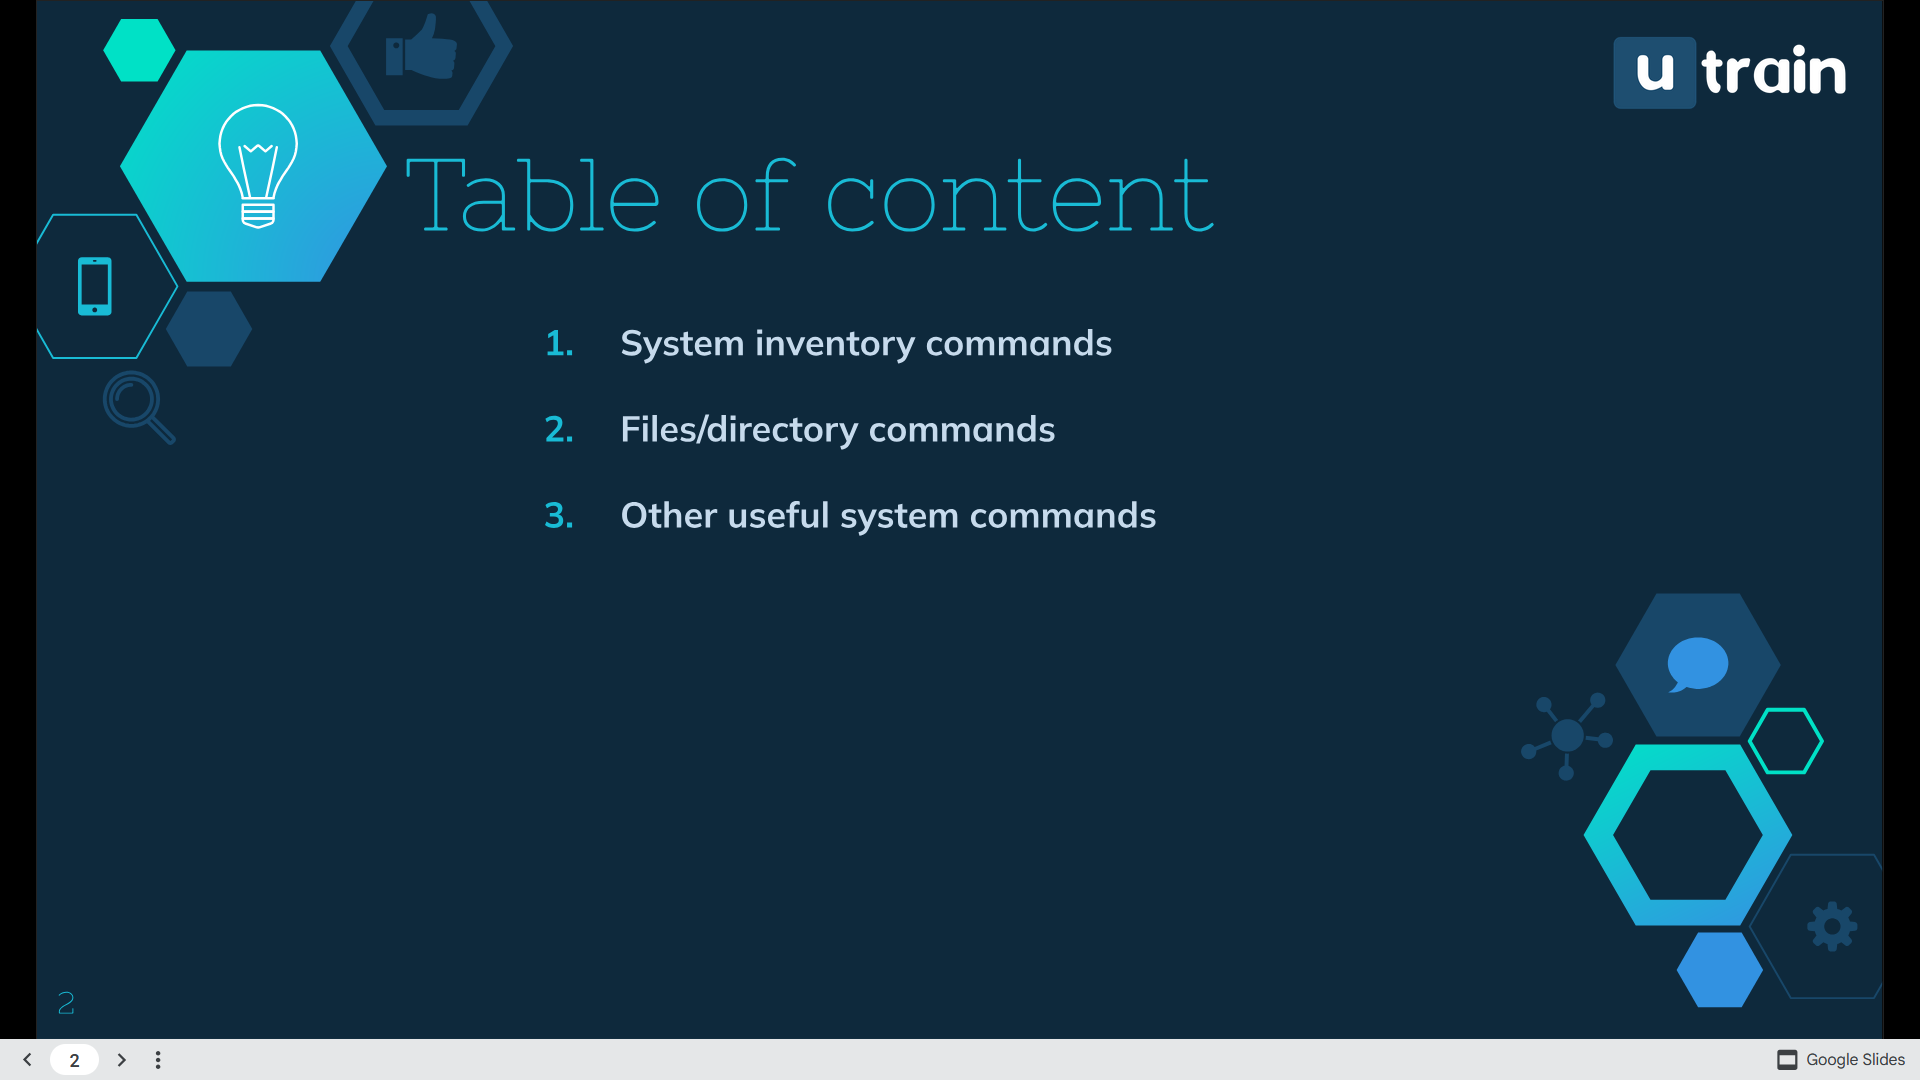 u train
Table of content
1. System inventory commands
2. Files/directory commands
3. Other useful system commands
2
2
Google Slides